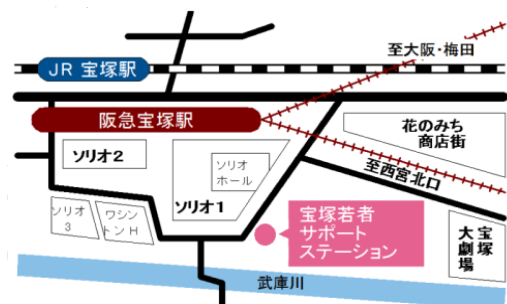 至大阪・梅田
JR 宝塚駅
阪急宝塚駅
花のみち
商店街
ソリオ2
ソリオ
ホール
至西宮北口
ソリオ1
ソリオ
3
ワシン
トンH
宝塚若者
サポート
ステーション
宝塚
大劇場
武庫川